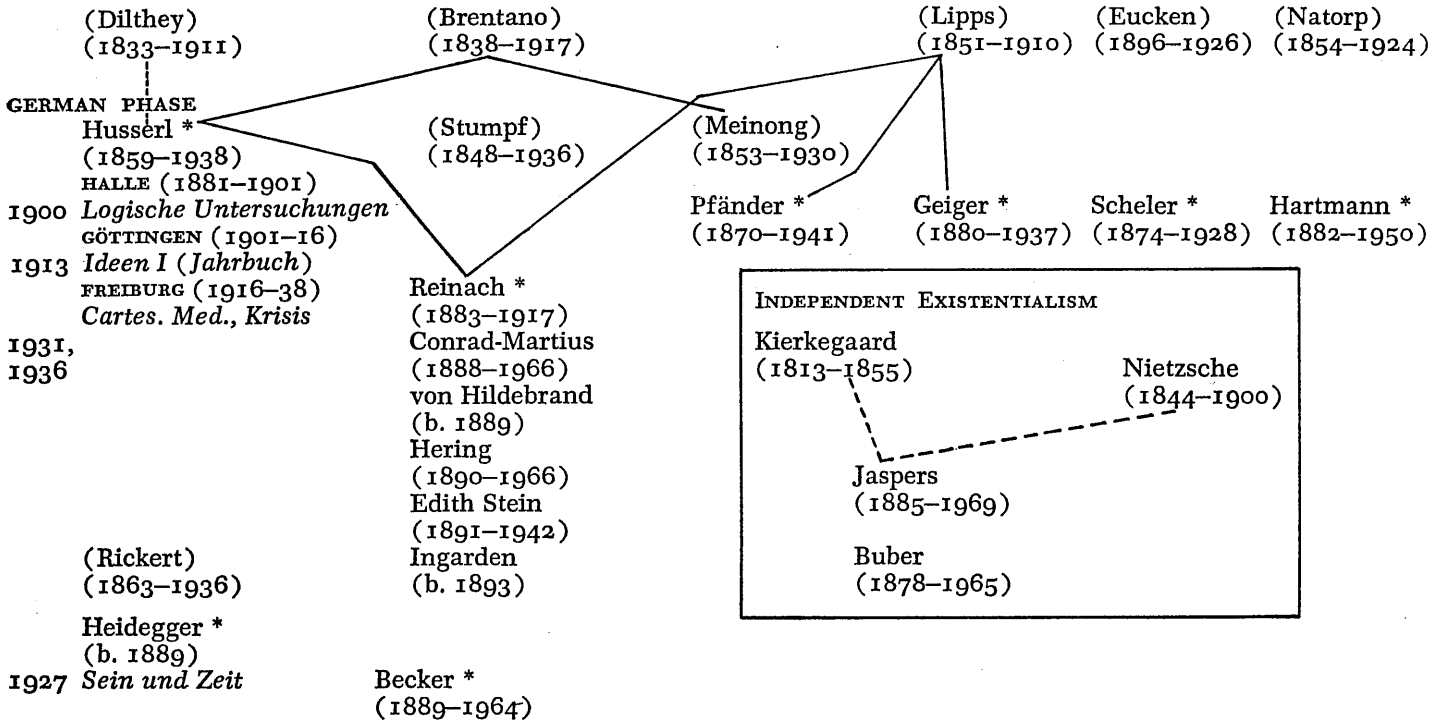 (Dilthey)
(1833–1911)
(Brentano)
(1838–1917)
(Lipps)
(1851–1910)
(Eucken)
(1896–1926)
(Natorp)
(1854–1924)
GERMAN PHASE
Husserl *
(1859–1938)
HALLE (1881–1901)
1900 Logische Untersuchungen
GÖTTINGEN (1901–16)
1913 Ideen I (Jahrbuch)
FREIBURG (1916–38)
Cartes. Med., Krisis
1931,
1936
(Stumpf)
(1848–1936)
(Meinong)
(1853–1930)
Pfänder *
(1870–1941)
Geiger *
(1880–1937)
Scheler *
(1874–1928)
Hartmann *
(1882–1950)
Reinach *
(1883–1917)
Conrad-Martius
(1888–1966)
von Hildebrand
(b. 1889)
Hering
(1890–1966)
Edith Stein
(1891–1942)
Ingarden
(b. 1893)
INDEPENDENT EXISTENTIALISM
Kierkegaard
(1813–1855)
Nietzsche
(1844–1900)
Jaspers
(1885–1969)
Buber
(1878–1965)
(Rickert)
(1863–1936)
Heidegger *
(b. 1889)
1927 Sein und Zeit
Becker *
(1889–1964)